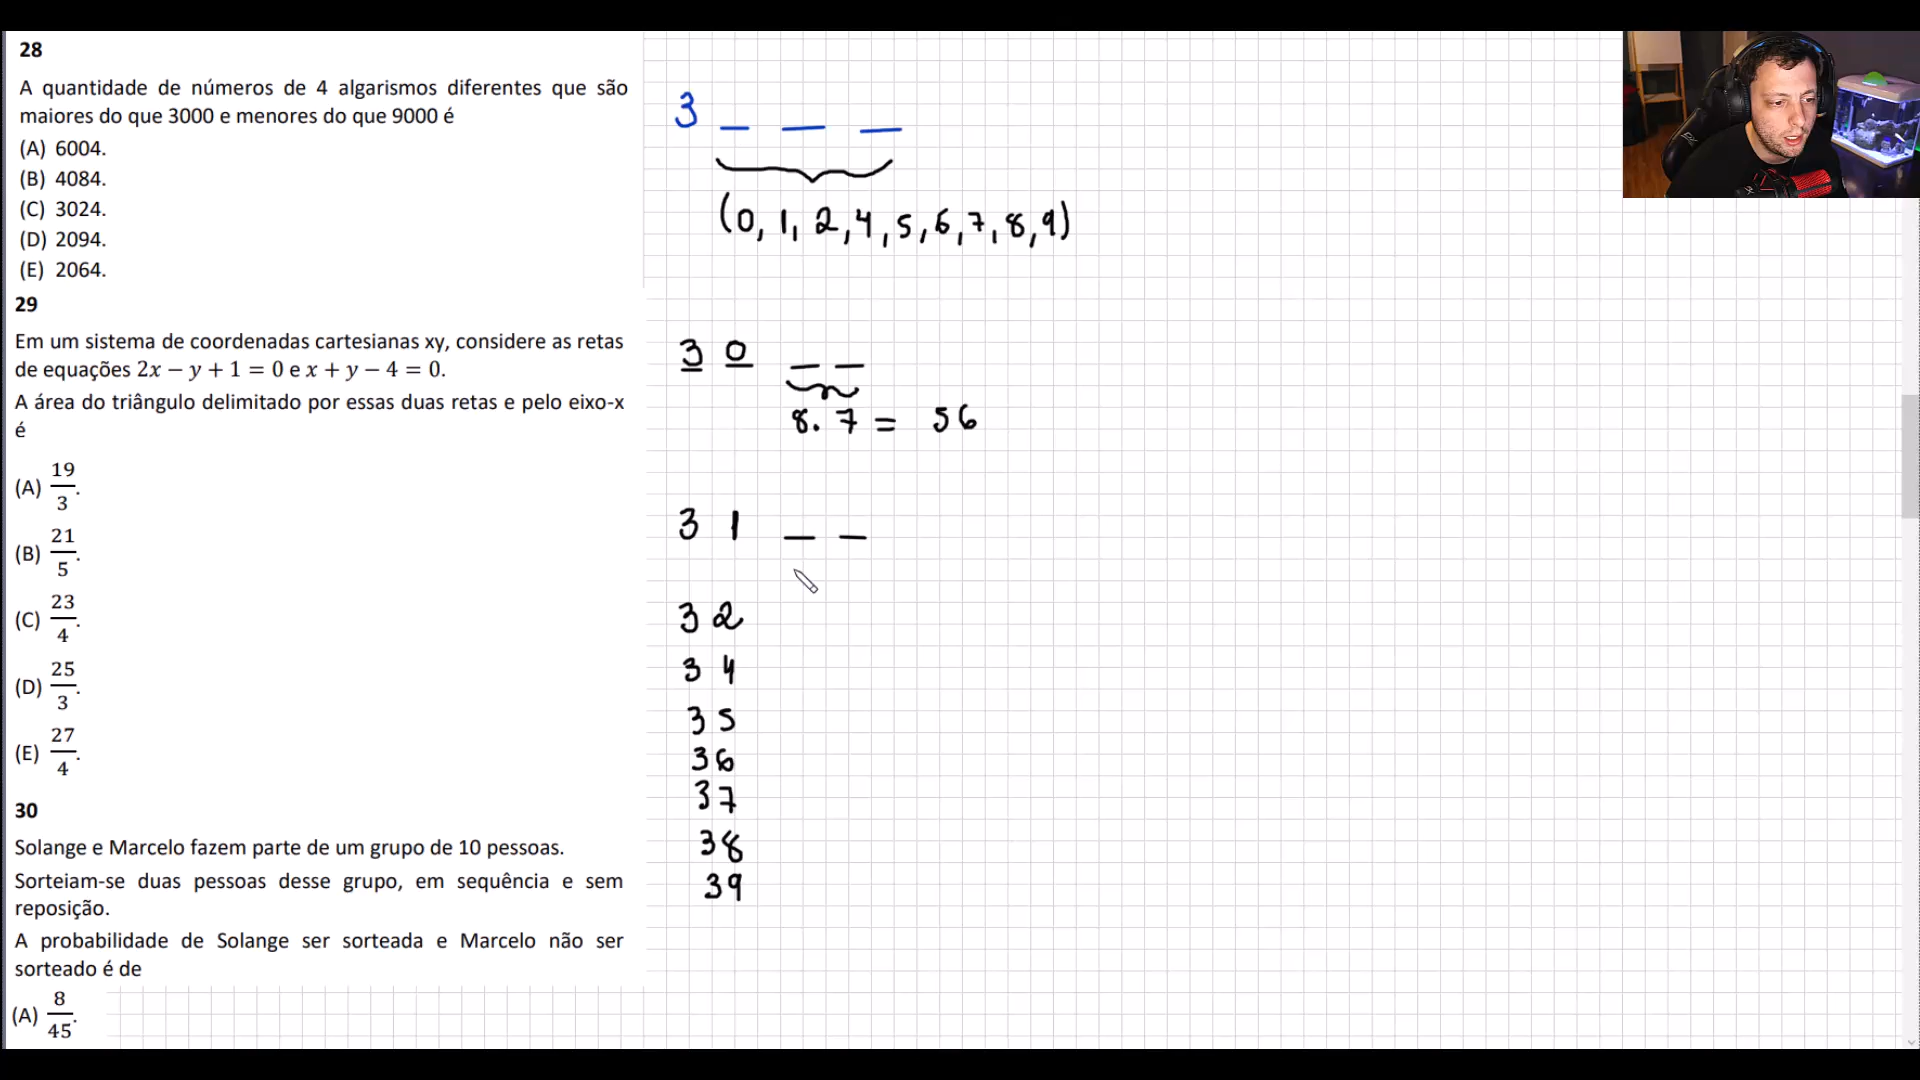 28
A quantidade de números de 4 algarismos diferentes que são
maiores do que 3000 e menores do que 9000 é
(A) 6004.
(B) 4084.
(C) 3024.
(D) 2094.
(E) 2064.
29
Em um sistema de coordenadas cartesianas xy, considere as retas
de equações 2x − y + 1 = 0 e x + y − 4 = 0.
A área do triângulo delimitado por essas duas retas e pelo eixo-x
é
(A) 19/3.
(B) 21/5.
(C) 23/4.
(D) 25/3.
(E) 27/4.
30
Solange e Marcelo fazem parte de um grupo de 10 pessoas.
Sorteiam-se duas pessoas desse grupo, em sequência e sem
reposição.
A probabilidade de Solange ser sorteada e Marcelo não ser
sorteado é de
(A) 8/45.
3 _ _ _
(0, 1, 2, 4, 5, 6, 7, 8, 9)
3 0 _ _
8. 7 = 56
3 1 _ _
3 2
3 4
3 5
3 6
3 7
3 8
3 9